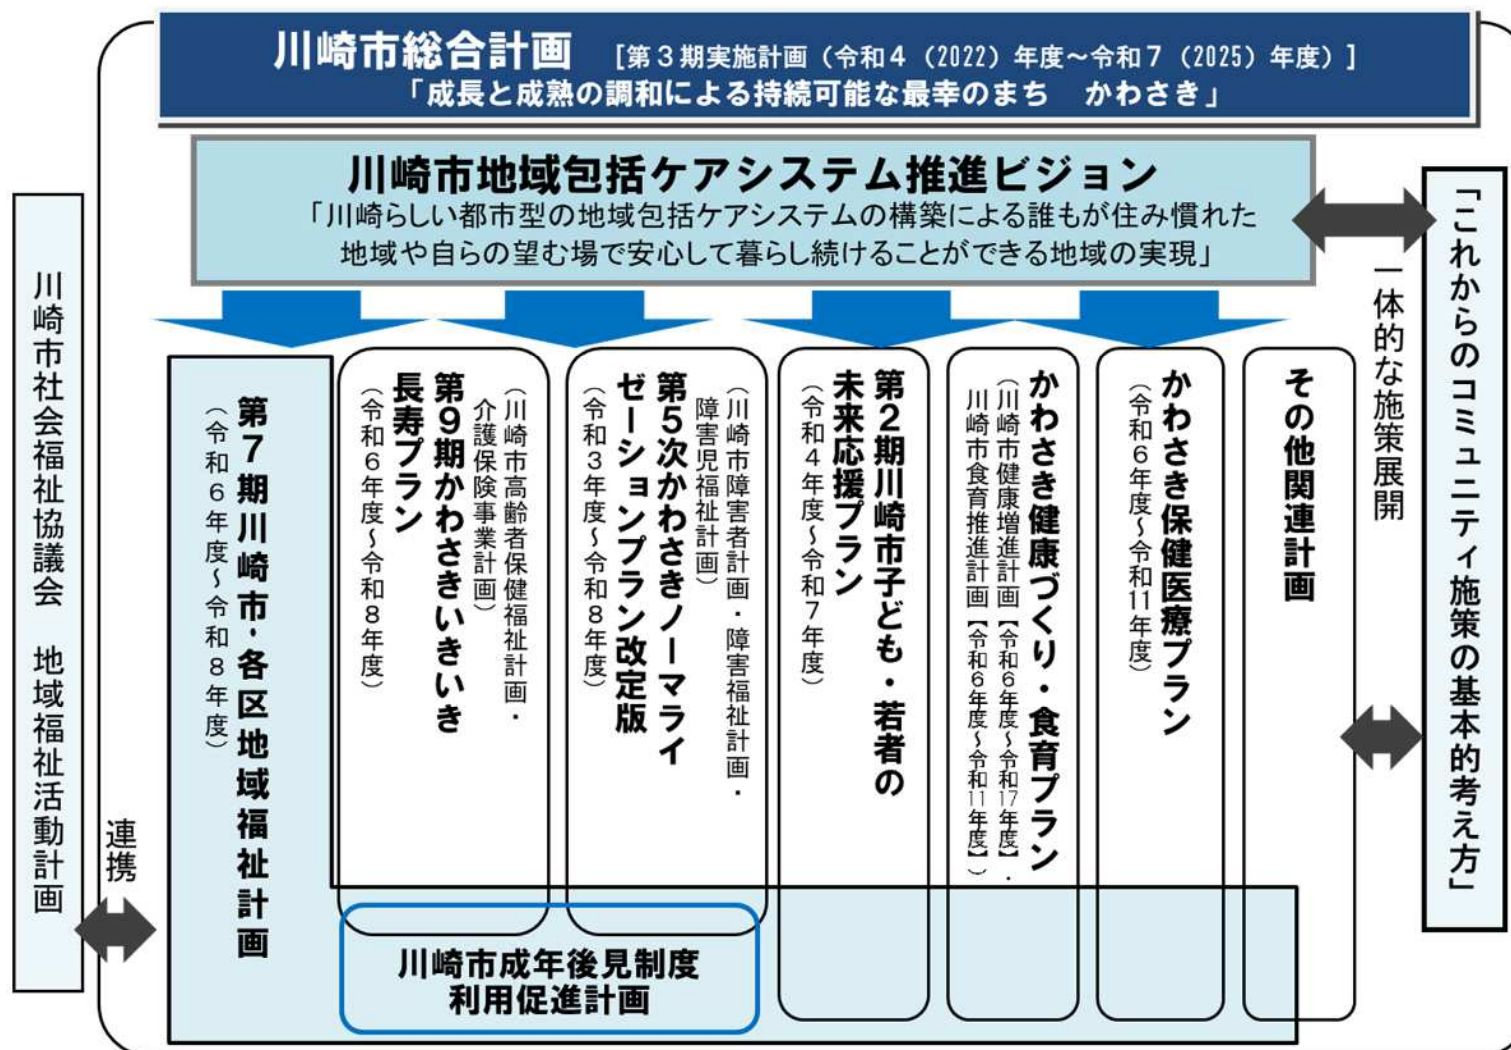 川崎市総合計画 [第3期実施計画(令和4(2022)年度~令和7(2025)年度)]
「成長と成熟の調和による持続可能な最幸のまち かわさき」
川崎市地域包括ケアシステム推進ビジョン
「川崎らしい都市型の地域包括ケアシステムの構築による誰もが住み慣れた
地域や自らの望む場で安心して暮らし続けることができる地域の実現」
川崎市社会福祉協議会 地域福祉活動計画
連携
第7期川崎市・各区地域福祉計画
(令和6年度~令和8年度)
(川崎市高齢者保健福祉計画・
介護保険事業計画)
第9期かわさきいきいき
長寿プラン
(令和6年度~令和8年度)
(川崎市障害者計画・障害福祉計画・
障害児福祉計画)
第5次かわさきノーマライ
ゼーションプラン改定版
(令和3年度~令和8年度)
第2期川崎市子ども・若者の
未来応援プラン
(令和4年度~令和7年度)
かわさき健康づくり・食育プラン
(川崎市健康増進計画【令和6年度~令和17年度】・
川崎市食育推進計画【令和6年度~令和11年度】)
かわさき保健医療プラン
(令和6年度~令和11年度)
その他関連計画
川崎市成年後見制度
利用促進計画
一体的な施策展開
「これからのコミュニティ施策の基本的考え方」